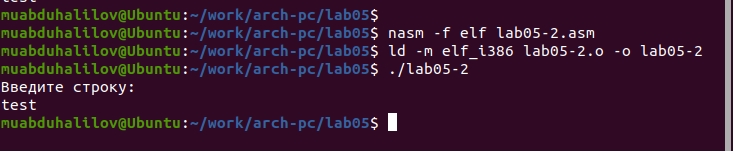 test
muabduhalilov@Ubuntu:~/work/arch-pc/lab05$
muabduhalilov@Ubuntu:~/work/arch-pc/lab05$ nasm -f elf lab05-2.asm
muabduhalilov@Ubuntu:~/work/arch-pc/lab05$ ld -m elf_i386 lab05-2.o -o lab05-2
muabduhalilov@Ubuntu:~/work/arch-pc/lab05$ ./lab05-2
Введите строку:
test
muabduhalilov@Ubuntu:~/work/arch-pc/lab05$